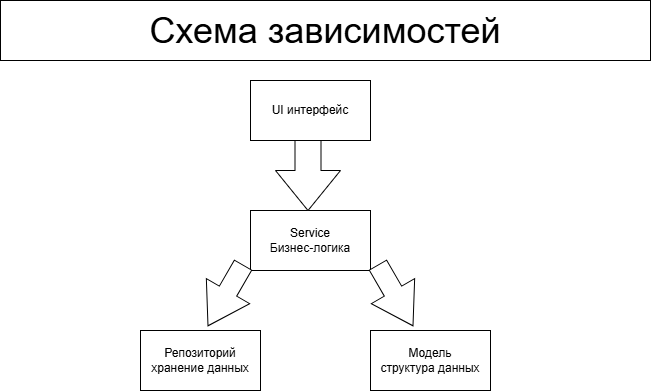 Схема зависимостей
UI интерфейс
Service
Бизнес-логика
Репозиторий
хранение данных
Модель
структура данных